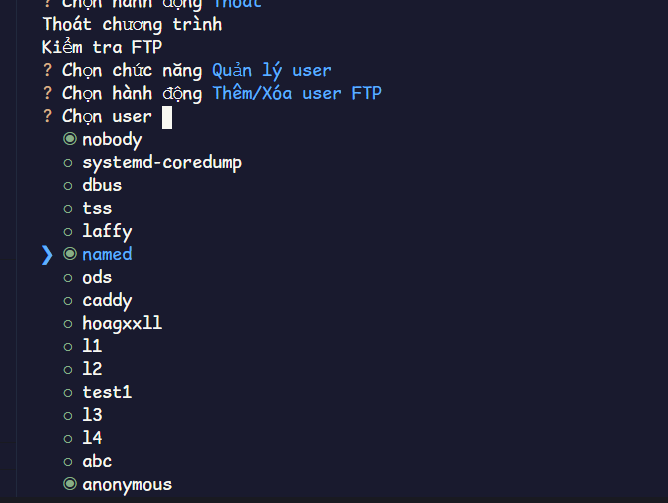 ? Chọn hành động Thoát
Thoát chương trình
Kiểm tra FTP
? Chọn chức năng Quản lý user
? Chọn hành động Thêm/Xóa user FTP
? Chọn user
◉ nobody
○ systemd-coredump
○ dbus
○ tss
○ laffy
❯ ◉ named
○ ods
○ caddy
○ hoagxxll
○ l1
○ l2
○ test1
○ l3
○ l4
○ abc
◉ anonymous